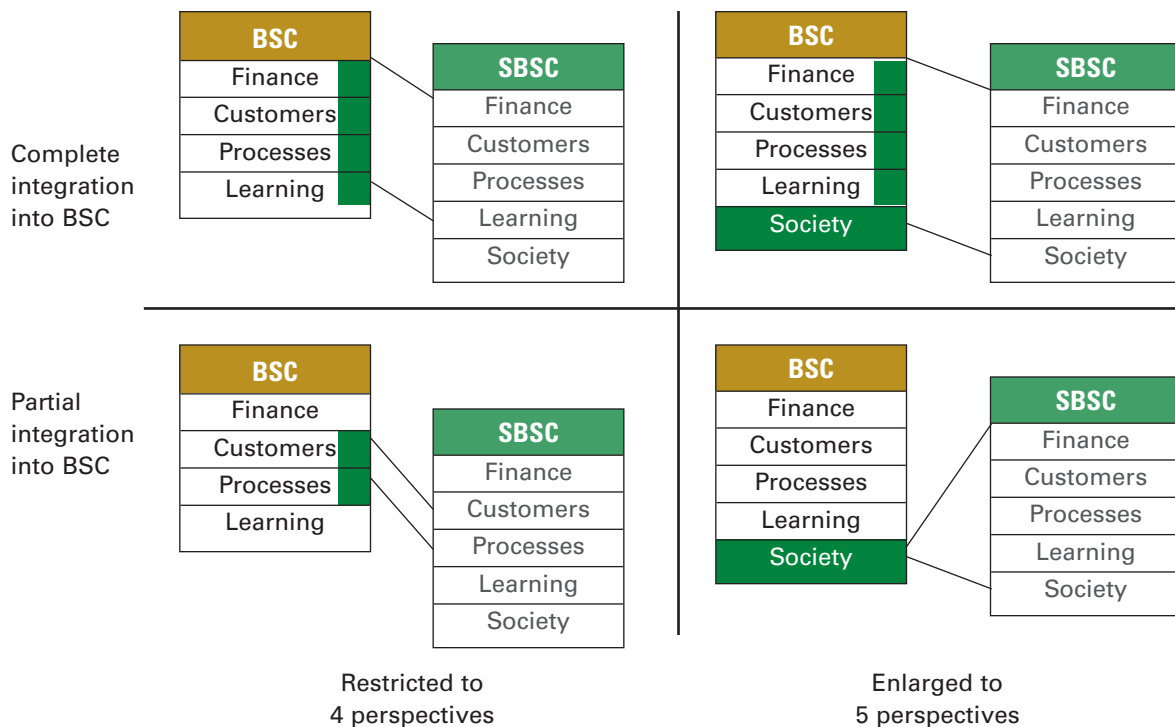 Complete
integration
into BSC
BSC
Finance
Customers
Processes
Learning
SBSC
Finance
Customers
Processes
Learning
Society
BSC
Finance
Customers
Processes
Learning
Society
SBSC
Finance
Customers
Processes
Learning
Society
Partial
integration
into BSC
BSC
Finance
Customers
Processes
Learning
SBSC
Finance
Customers
Processes
Learning
Society
BSC
Finance
Customers
Processes
Learning
Society
SBSC
Finance
Customers
Processes
Learning
Society
Restricted to
4 perspectives
Enlarged to
5 perspectives